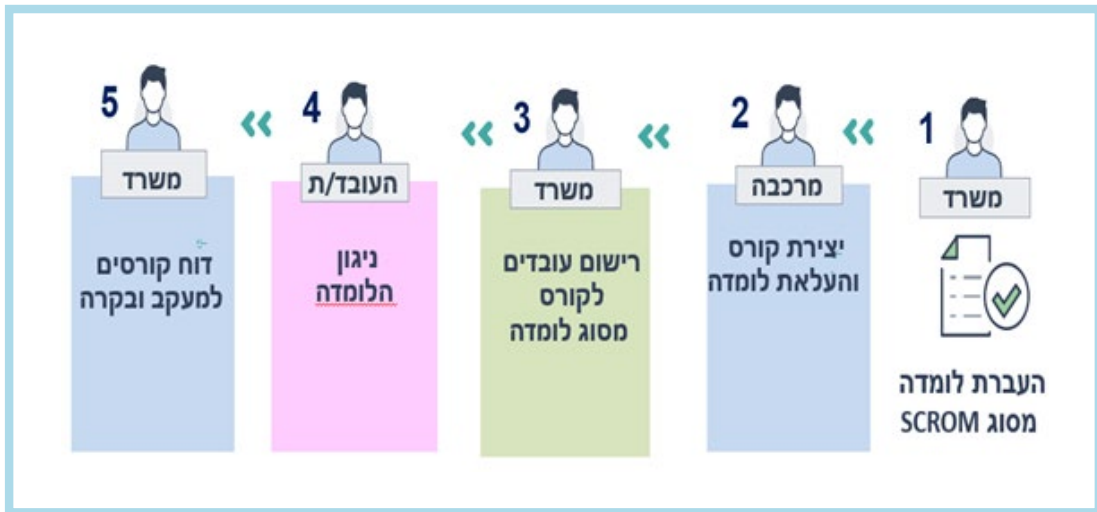 1
משרד
העברת לומדה
מסוג SCROM
2
מרכבה
יצירת קורס
והעלאת לומדה
3
משרד
רישום עובדים
לקורס
מסוג לומדה
4
העובד/ת
ניגון
הלומדה
5
משרד
דוח קורסים
למעקב ובקרה